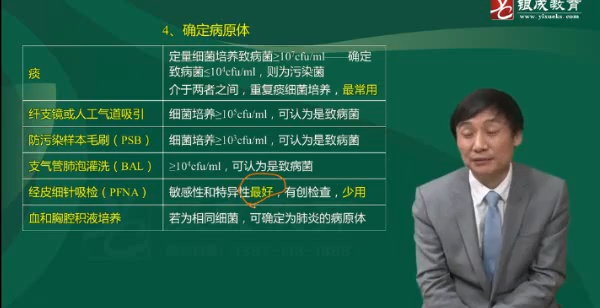 银成教育
www.yixueks.com
4、确定病原体
痰
定量细菌培养致病菌≥10⁷cfu/ml——确定
致病菌≤10⁴cfu/ml，则为污染菌
介于两者之间，重复痰细菌培养，最常用
纤支镜或人工气道吸引
细菌培养≥10⁵cfu/ml，可认为是致病菌
防污染样本毛刷（PSB）
细菌培养≥10³cfu/ml，可认为是致病菌
支气管肺泡灌洗（BAL）
≥10⁴cfu/ml，可认为是致病菌
经皮细针吸检（PFNA）
敏感性和特异性最好，有创检查，少用
血和胸腔积液培养
若为相同细菌，可确定为肺炎的病原体